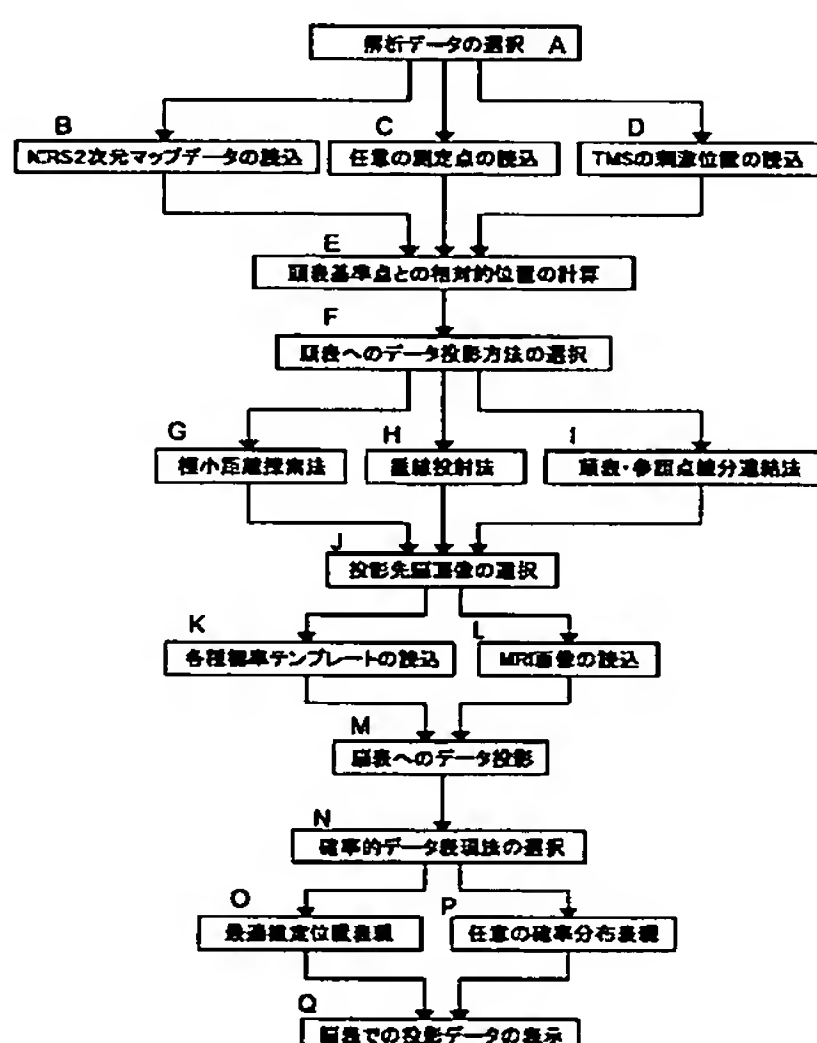 解析データの選択 A
B
C
D
NIRS2次元マップデータの読込
任意の測定点の読込
TMSの刺激位置の読込
E
頭表基準点との相対的位置の計算
F
頭表へのデータ投影方法の選択
G
H
I
極小距離探索法
垂線投射法
頭表・参照点線分連結法
J
投影先脳画像の選択
K
L
各種標準テンプレートの読込
MRI画像の読込
M
脳表へのデータ投影
N
確率的データ表現法の選択
O
P
最適推定位置表現
任意の確率分布表現
Q
脳表での投影データの表示